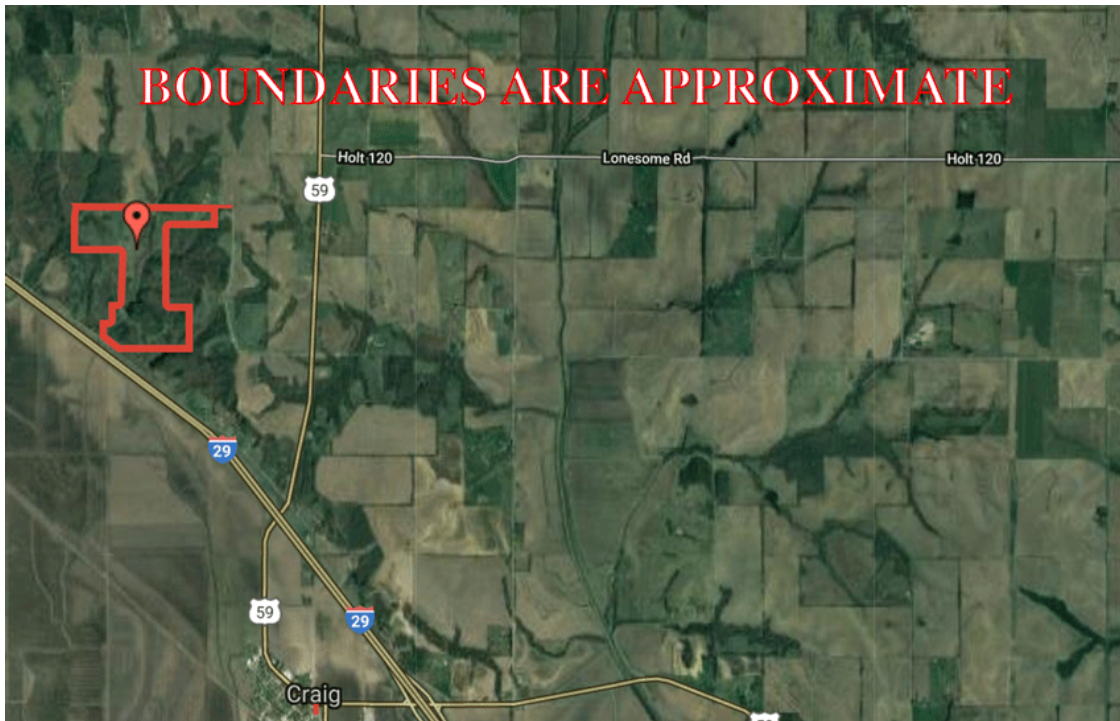 BOUNDARIES ARE APPROXIMATE
Holt 120
Lonesome Rd
Holt 120
59
29
59
29
Craig